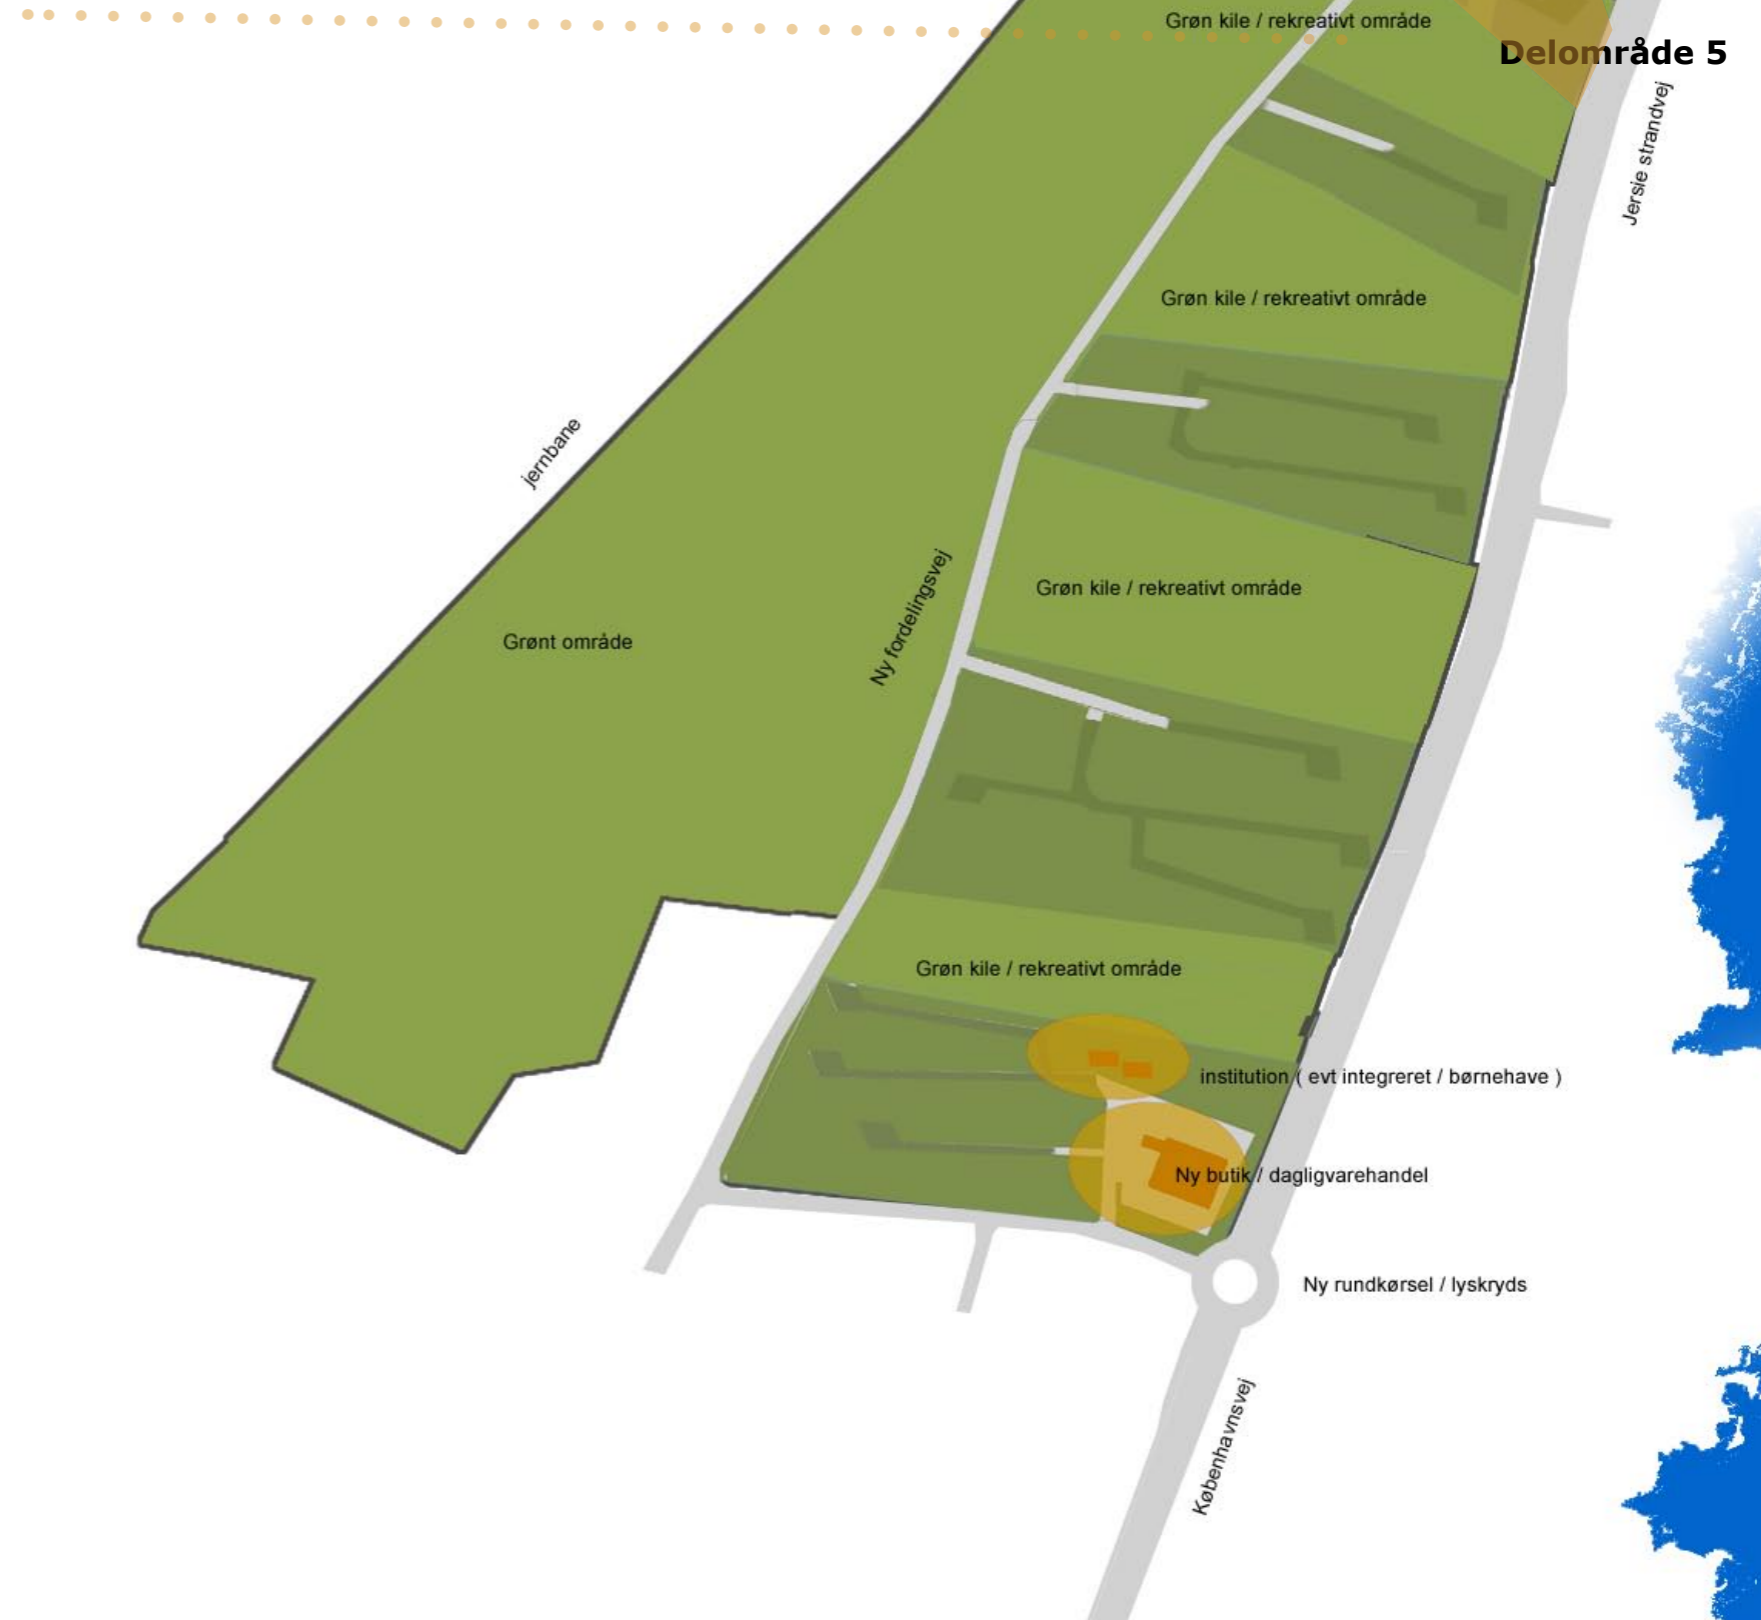 Grøn kile / rekreativt område
Delområde 5
Jersie strandvej
Grøn kile / rekreativt område
jernbane
Ny fordelingsvej
Grøn kile / rekreativt område
Grønt område
Grøn kile / rekreativt område
institution ( evt integreret / børnehave )
Ny butik / dagligvarehandel
Ny rundkørsel / lyskryds
Københavnsvej